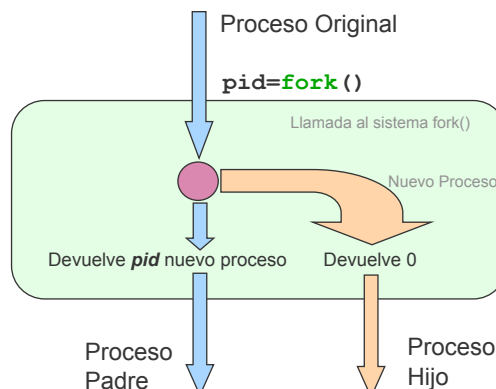 Proceso Original
pid=fork()
Llamada al sistema fork()
Nuevo Proceso
Devuelve pid nuevo proceso
Devuelve 0
Proceso
Padre
Proceso
Hijo